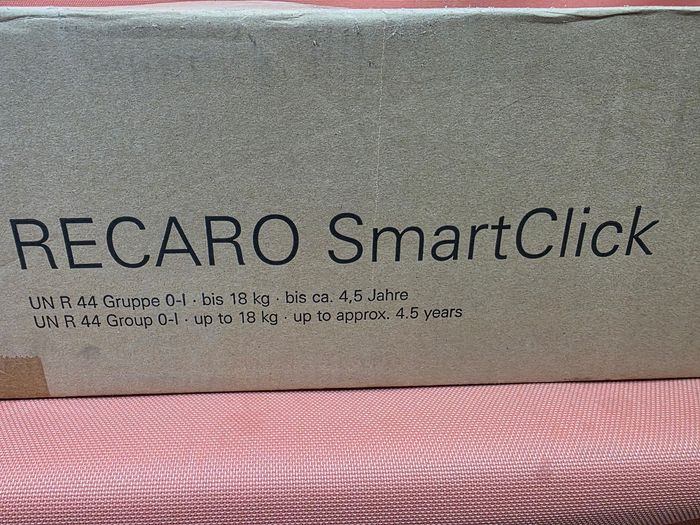 RECARO SmartClick
UN R 44 Gruppe 0-I · bis 18 kg · bis ca. 4,5 Jahre
UN R 44 Group 0-I · up to 18 kg · up to approx. 4.5 years